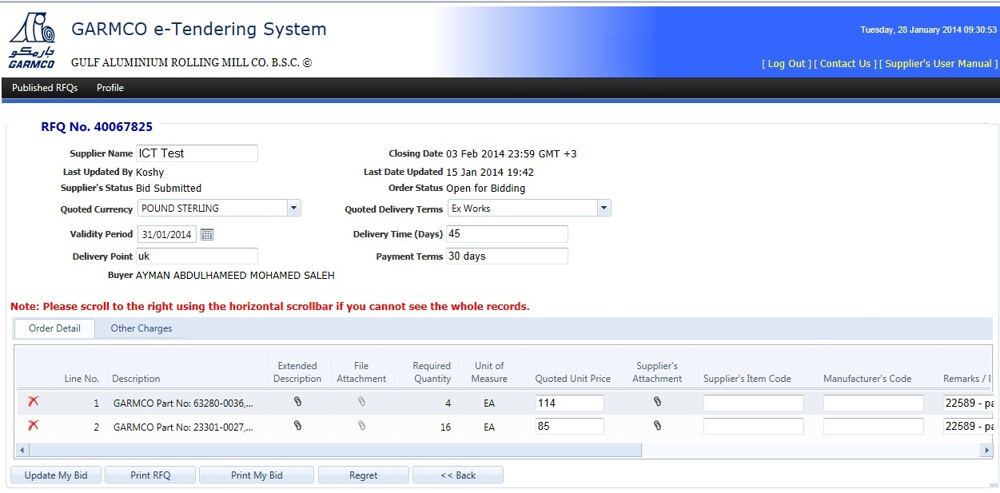 GARMCO e-Tendering System
Tuesday, 28 January 2014 09:30:53
جارمكو
GARMCO
GULF ALUMINIUM ROLLING MILL CO. B.S.C. ©
[ Log Out ] [ Contact Us ] [ Supplier's User Manual ]
Published RFQs Profile
RFQ No. 40067825
Supplier Name ICT Test Closing Date 03 Feb 2014 23:59 GMT +3
Last Updated By Koshy Last Date Updated 15 Jan 2014 19:42
Supplier's Status Bid Submitted Order Status Open for Bidding
Quoted Currency POUND STERLING Quoted Delivery Terms Ex Works
Validity Period 31/01/2014 Delivery Time (Days) 45
Delivery Point uk Payment Terms 30 days
Buyer AYMAN ABDULHAMEED MOHAMED SALEH
Note: Please scroll to the right using the horizontal scrollbar if you cannot see the whole records.
Order Detail Other Charges
Line No. Description Extended Description File Attachment Required Quantity Unit of Measure Quoted Unit Price Supplier's Attachment Supplier's Item Code Manufacturer's Code Remarks /
1 GARMCO Part No: 63280-0036,... 4 EA 114 22589 - pa
2 GARMCO Part No: 23301-0027,... 16 EA 85 22589 - pa
Update My Bid Print RFQ Print My Bid Regret << Back